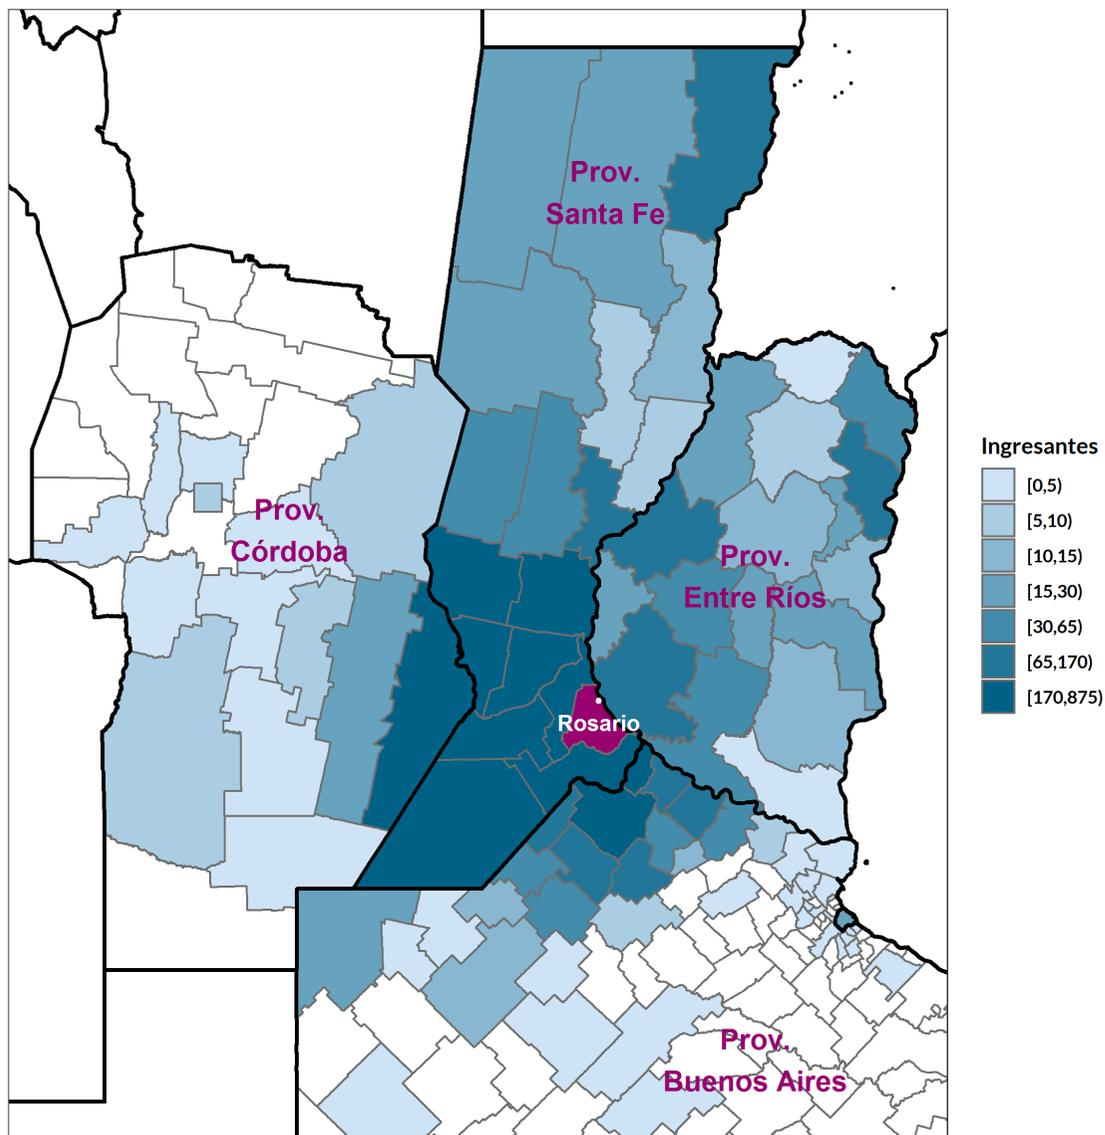 Prov.
Santa Fe
Ingresantes
[0,5)
[5,10)
[10,15)
[15,30)
[30,65)
[65,170)
[170,875)
Prov.
Córdoba
Prov.
Entre Ríos
Rosario
Prov.
Buenos Aires